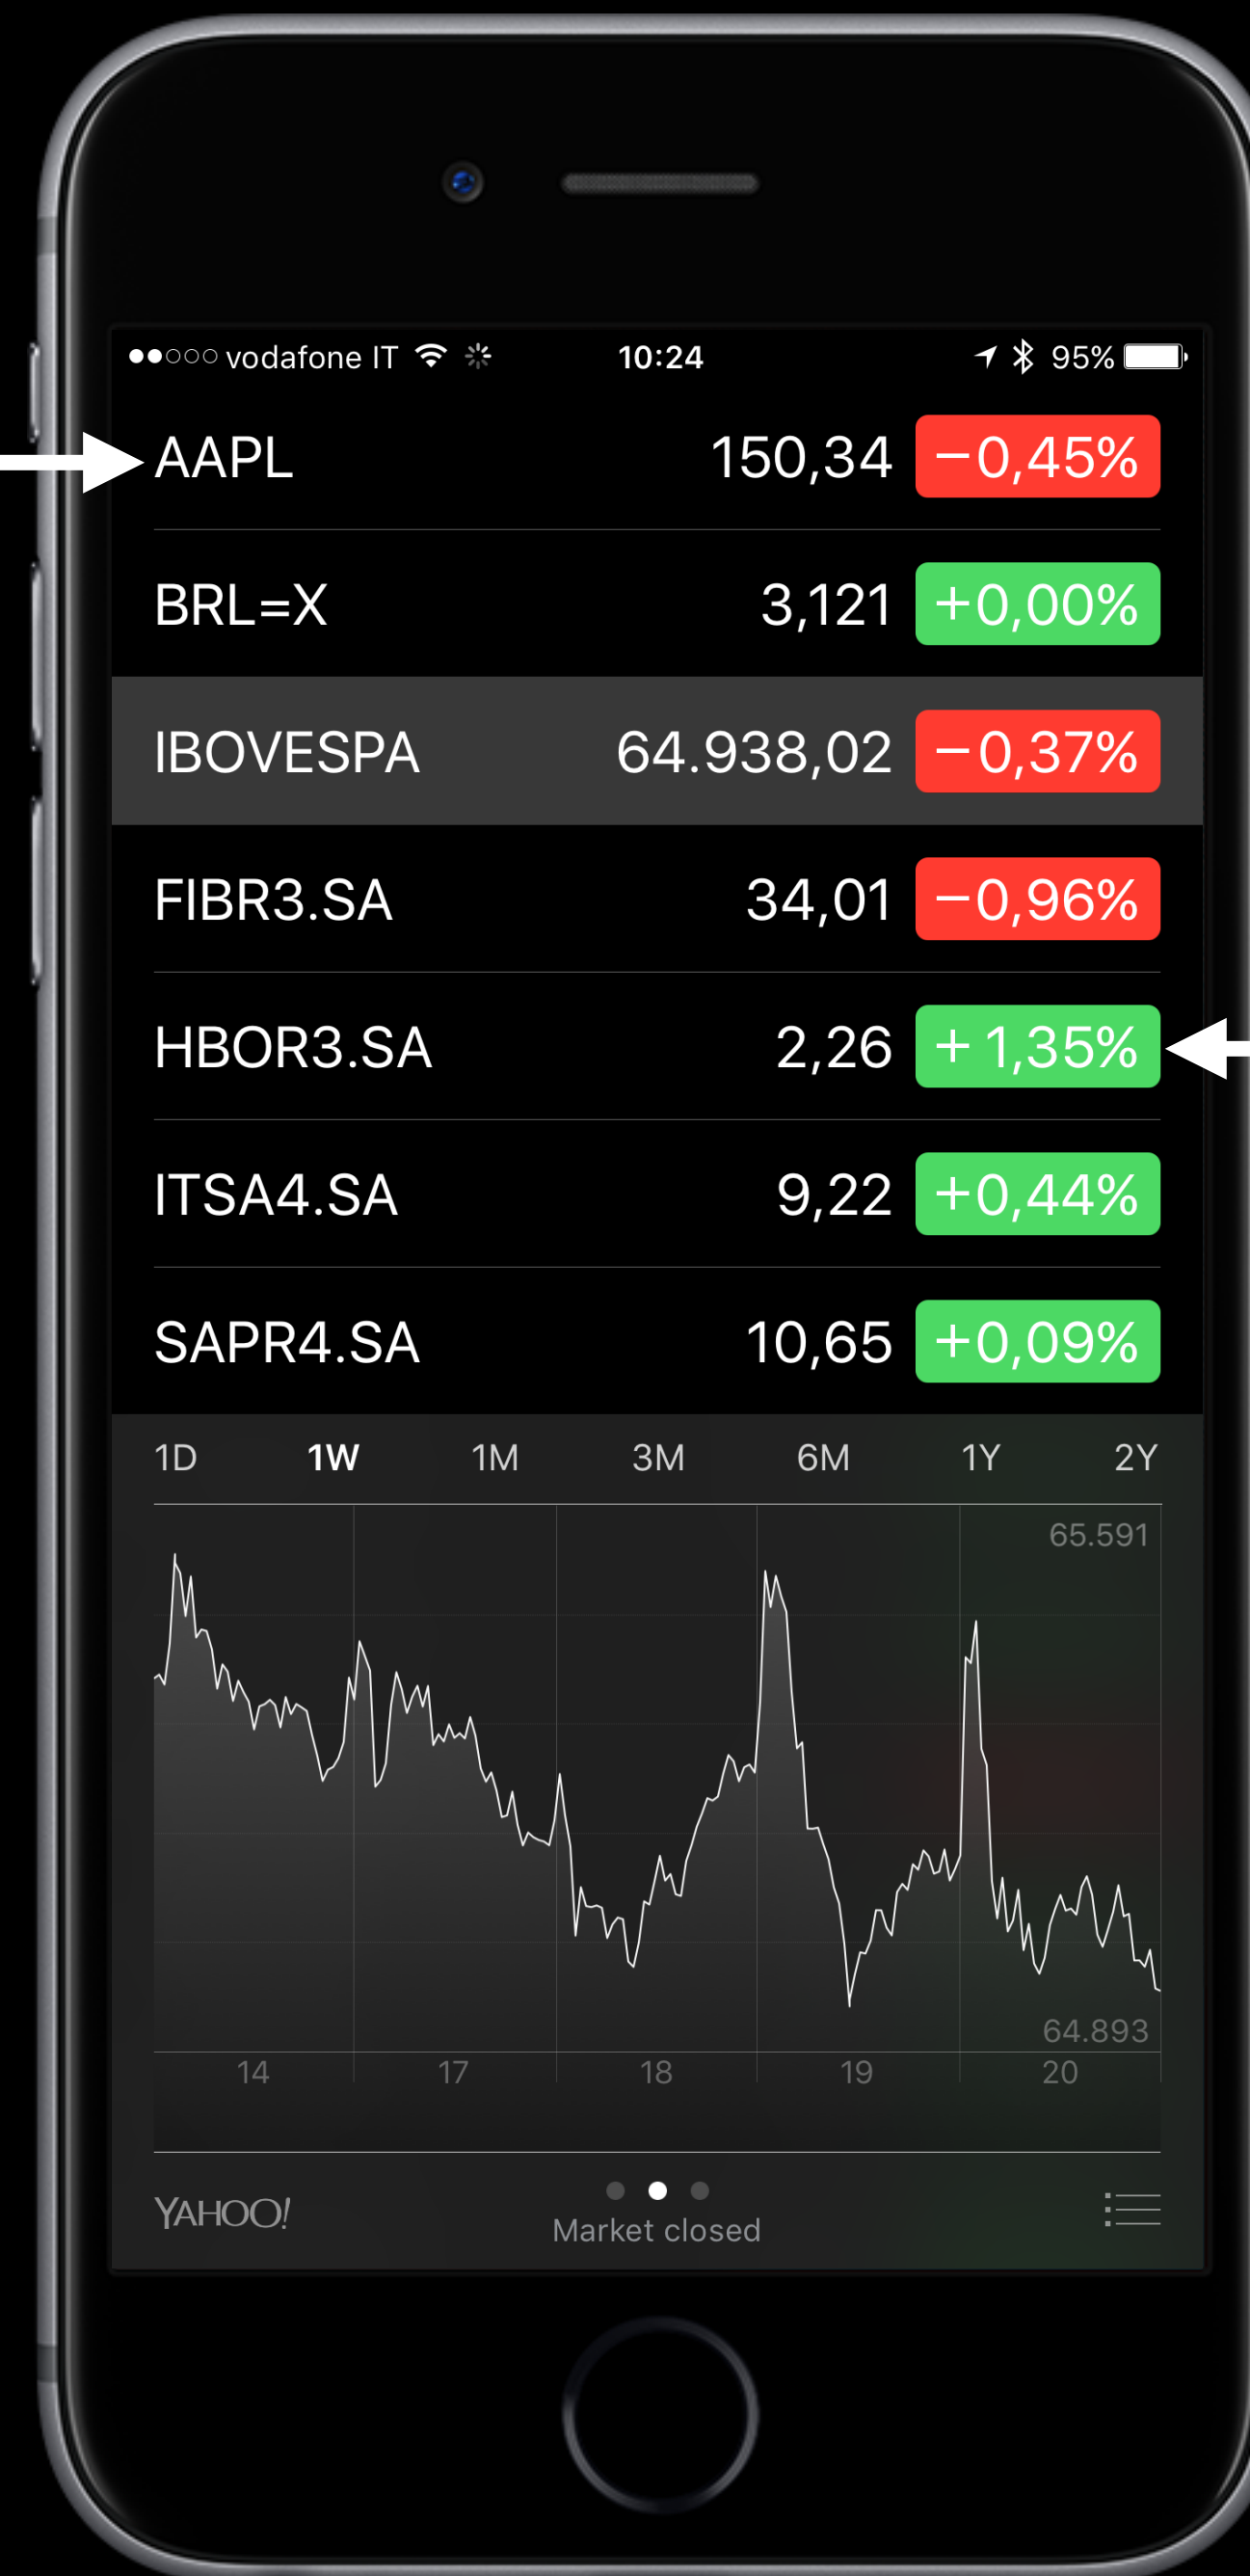 vodafone IT 10:24 95%
AAPL 150,34 −0,45%
BRL=X 3,121 +0,00%
IBOVESPA 64.938,02 −0,37%
FIBR3.SA 34,01 −0,96%
HBOR3.SA 2,26 +1,35%
ITSA4.SA 9,22 +0,44%
SAPR4.SA 10,65 +0,09%
1D 1W 1M 3M 6M 1Y 2Y
65.591
64.893
14 17 18 19 20
YAHOO!
Market closed